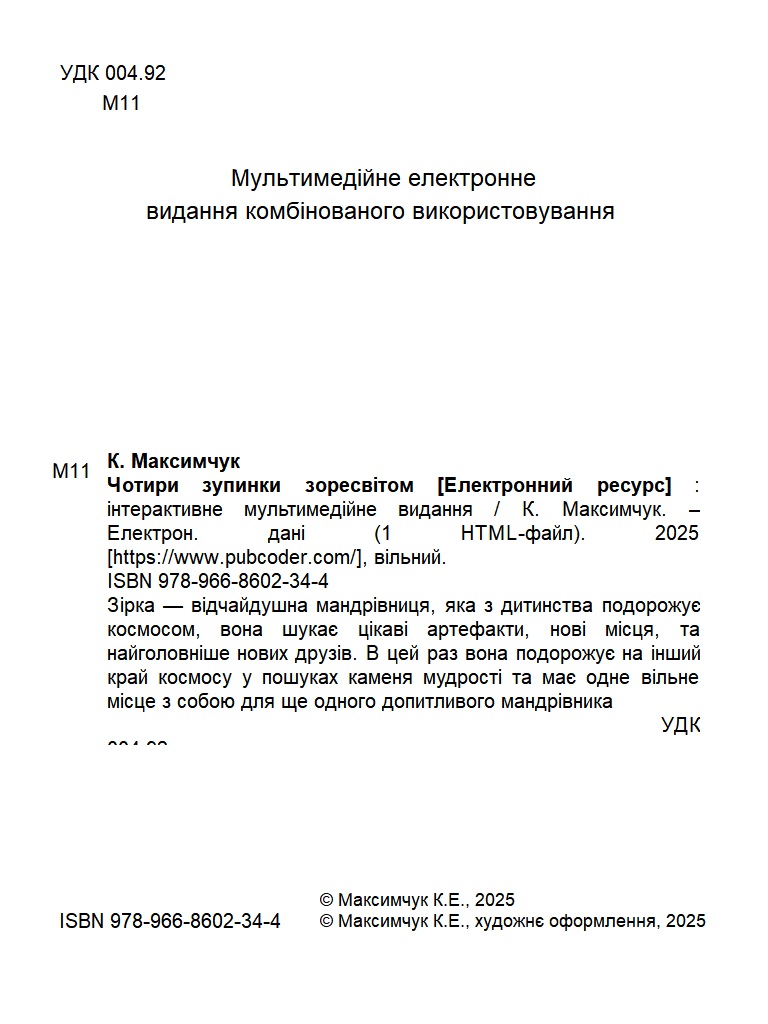 УДК 004.92
М11
Мультимедійне електронне
видання комбінованого використовування
М11
К. Максимчук
Чотири зупинки зоресвітом [Електронний ресурс] :
інтерактивне мультимедійне видання / К. Максимчук. –
Електрон. дані (1 HTML-файл). 2025
[https://www.pubcoder.com/], вільний.
ISBN 978-966-8602-34-4
Зірка — відчайдушна мандрівниця, яка з дитинства подорожує
космосом, вона шукає цікаві артефакти, нові місця, та
найголовніше нових друзів. В цей раз вона подорожує на інший
край космосу у пошуках каменя мудрості та має одне вільне
місце з собою для ще одного допитливого мандрівника
УДК
004.92
ISBN 978-966-8602-34-4
© Максимчук К.Е., 2025
© Максимчук К.Е., художнє оформлення, 2025